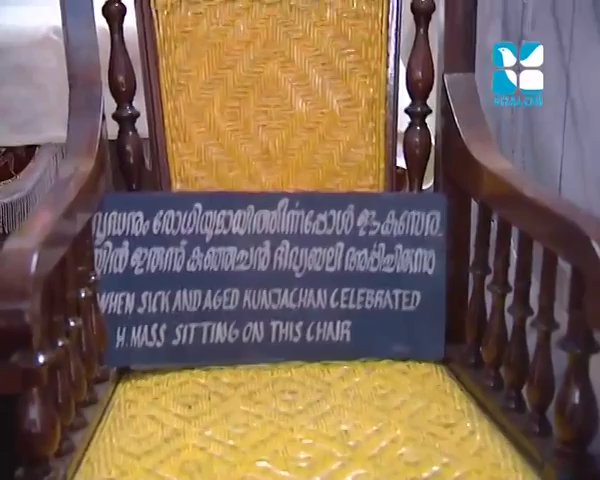 വൃദ്ധനും രോഗിയുമായിത്തീർന്നപ്പോൾ ഈ കസേര-
യിൽ ഇരുന്ന് കുഞ്ഞച്ചൻ ദിവ്യബലി അർപ്പിച്ചിരുന്നു
WHEN SICK AND AGED KUNJACHAN CELEBRATED
H. MASS SITTING ON THIS CHAIR